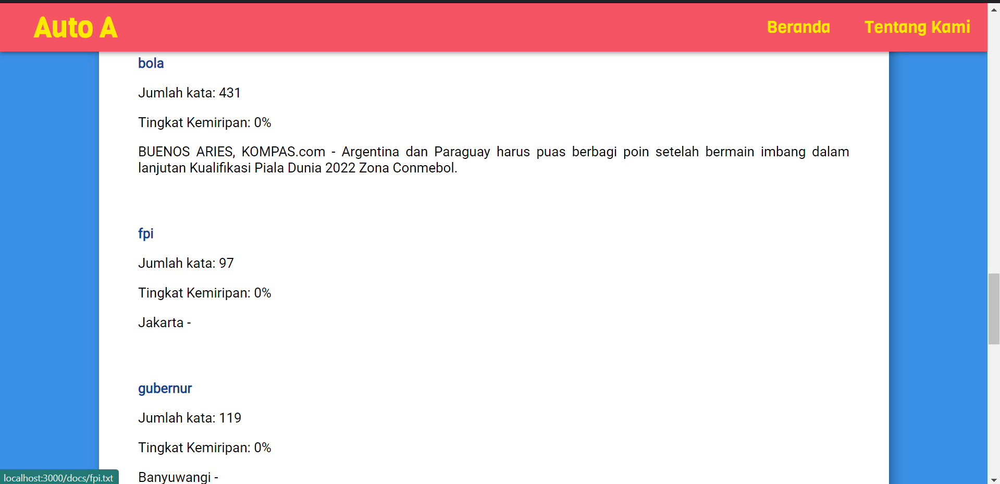 Auto A
Beranda
Tentang Kami
bola
Jumlah kata: 431
Tingkat Kemiripan: 0%
BUENOS ARIES, KOMPAS.com - Argentina dan Paraguay harus puas berbagi poin setelah bermain imbang dalam
lanjutan Kualifikasi Piala Dunia 2022 Zona Conmebol.
fpi
Jumlah kata: 97
Tingkat Kemiripan: 0%
Jakarta -
gubernur
Jumlah kata: 119
Tingkat Kemiripan: 0%
Banyuwangi -
localhost:3000/docs/fpi.txt